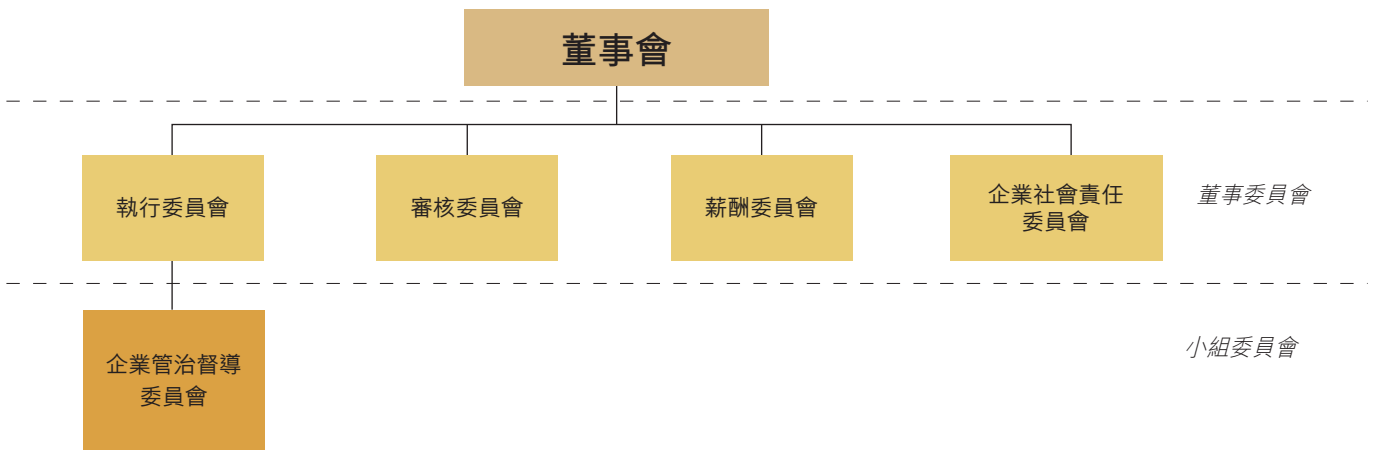 董事會
執行委員會
審核委員會
薪酬委員會
企業社會責任
委員會
董事委員會
企業管治督導
委員會
小組委員會